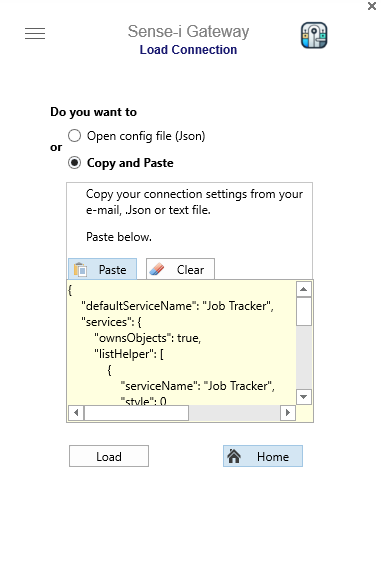 Sense-i Gateway
Load Connection
Do you want to
Open config file (Json)
or
Copy and Paste
Copy your connection settings from your
e-mail, .Json or text file.
Paste below.
Paste
Clear
{
"defaultServiceName": "Job Tracker",
"services": {
"ownsObjects": true,
"listHelper": [
{
"serviceName": "Job Tracker",
"style": 0
Load
Home